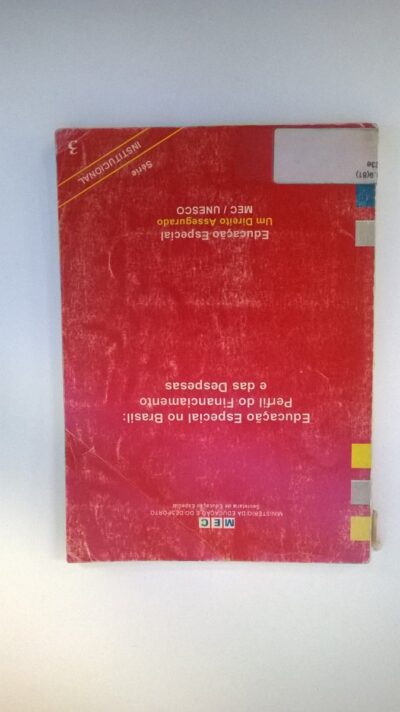 MEC
MINISTÉRIO DA EDUCAÇÃO E DO DESPORTO
Secretaria de Educação Especial
Educação Especial no Brasil:
Perfil do Financiamento
e das Despesas
Educação Especial
Um Direito Assegurado
MEC / UNESCO
Série
INSTITUCIONAL
3